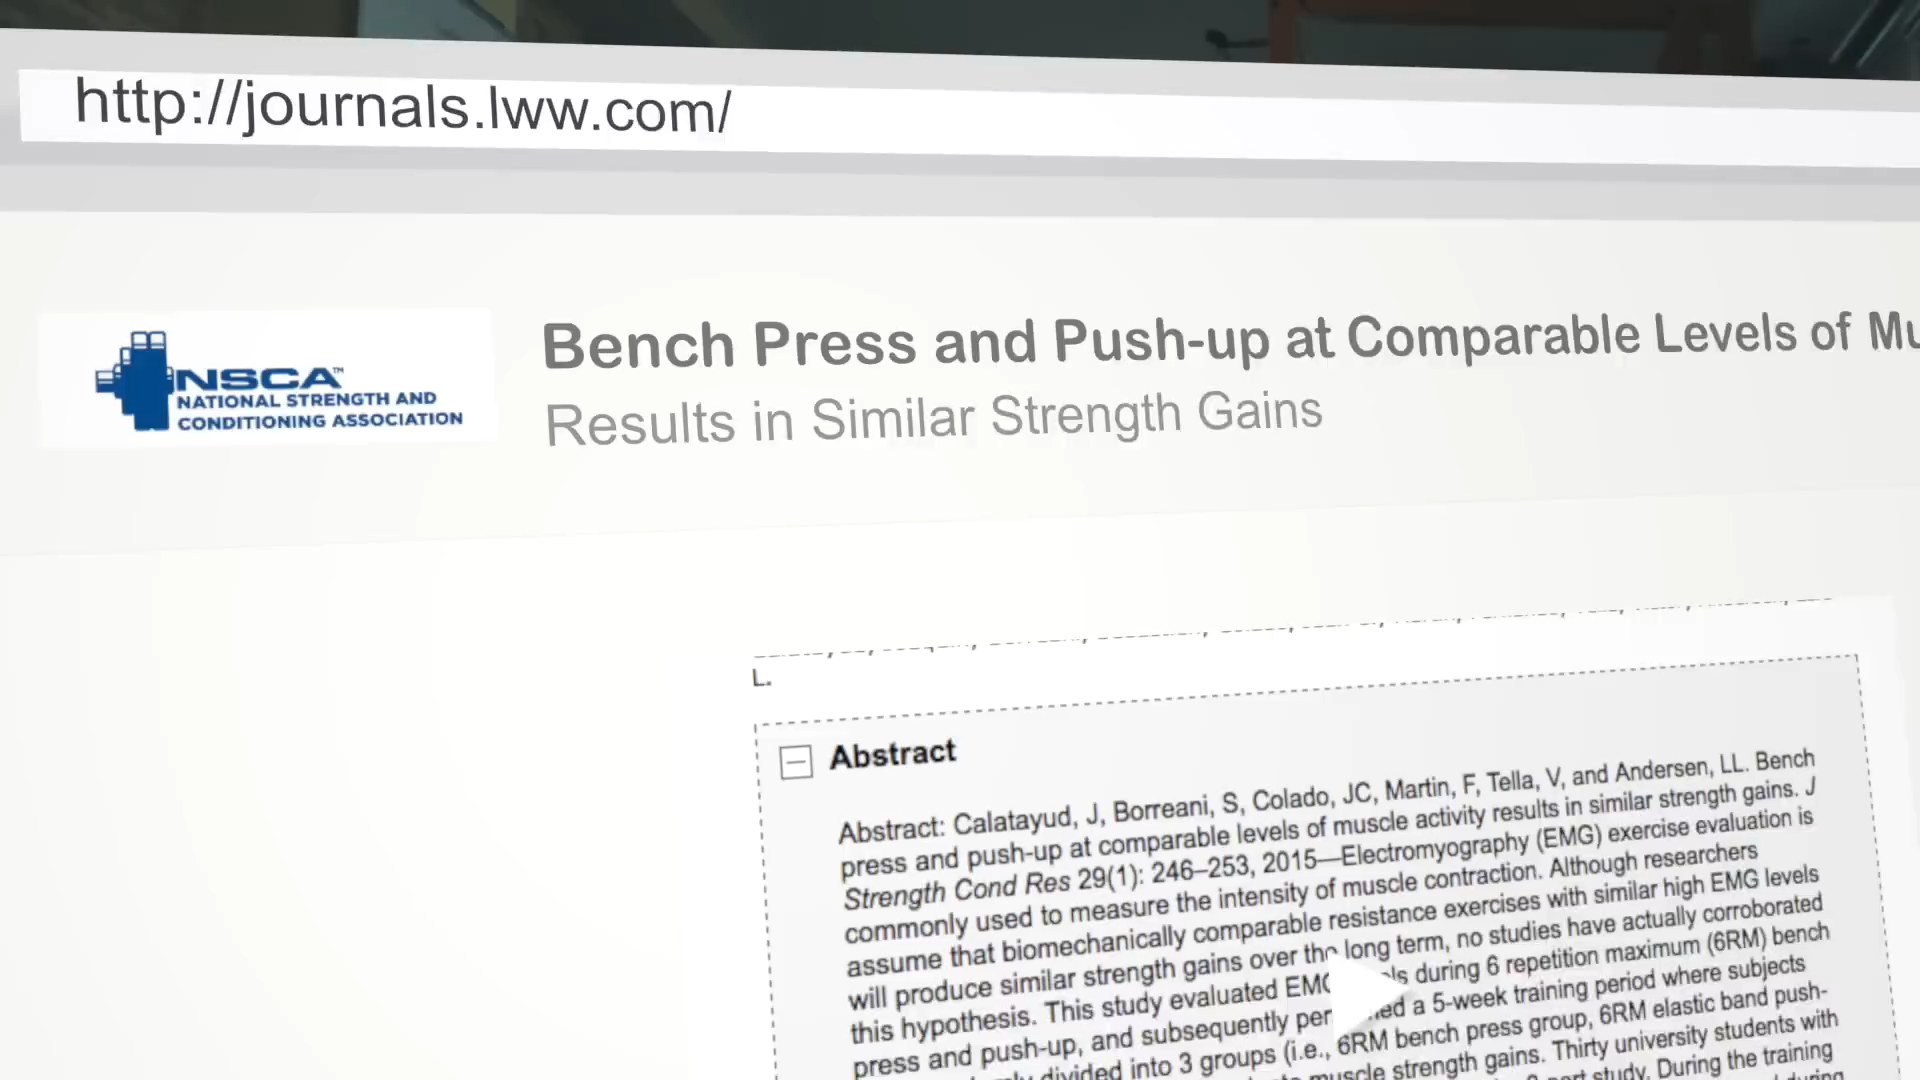 http://journals.lww.com/
NSCA™
NATIONAL STRENGTH AND
CONDITIONING ASSOCIATION
Bench Press and Push-up at Comparable Levels of Mu
Results in Similar Strength Gains
L.
Abstract
Abstract: Calatayud, J, Borreani, S, Colado, JC, Martin, F, Tella, V, and Andersen, LL. Bench
press and push-up at comparable levels of muscle activity results in similar strength gains. J
Strength Cond Res 29(1): 246–253, 2015—Electromyography (EMG) exercise evaluation is
commonly used to measure the intensity of muscle contraction. Although researchers
assume that biomechanically comparable resistance exercises with similar high EMG levels
will produce similar strength gains over the long term, no studies have actually corroborated
this hypothesis. This study evaluated EMG during 6 repetition maximum (6RM) bench
press and push-up, and subsequently a 5-week training period where subjects
divided into 3 groups (i.e., 6RM bench press group, 6RM elastic band push-
muscle strength gains. Thirty university students with
study. During the training
during